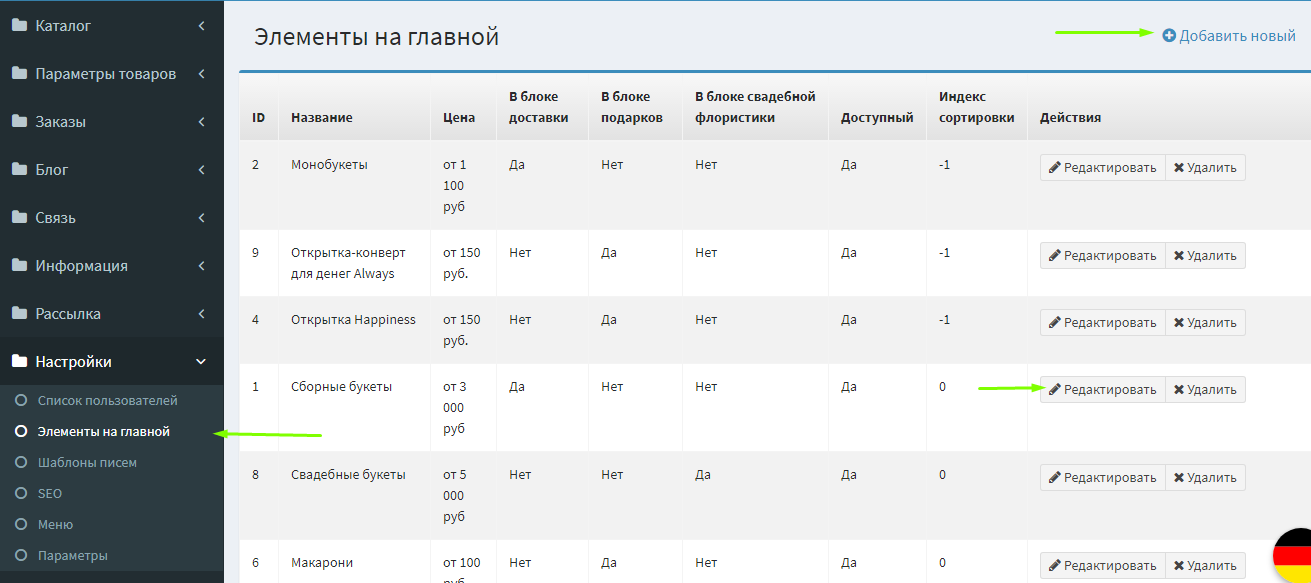 Каталог
Параметры товаров
Заказы
Блог
Связь
Информация
Рассылка
Настройки
Список пользователей
Элементы на главной
Шаблоны писем
SEO
Меню
Параметры
Элементы на главной
Добавить новый
ID Название Цена В блоке доставки В блоке подарков В блоке свадебной флористики Доступный Индекс сортировки Действия
2 Монобукеты от 1 100 руб Да Нет Нет Да -1 Редактировать Удалить
9 Открытка-конверт для денег Always от 150 руб. Нет Да Нет Да -1 Редактировать Удалить
4 Открытка Happiness от 150 руб. Нет Да Нет Да -1 Редактировать Удалить
1 Сборные букеты от 3 000 руб Да Нет Нет Да 0 Редактировать Удалить
8 Свадебные букеты от 5 000 руб Нет Нет Да Да 0 Редактировать Удалить
6 Макарони от 100 Нет Да Нет Да 0 Редактировать Удалить